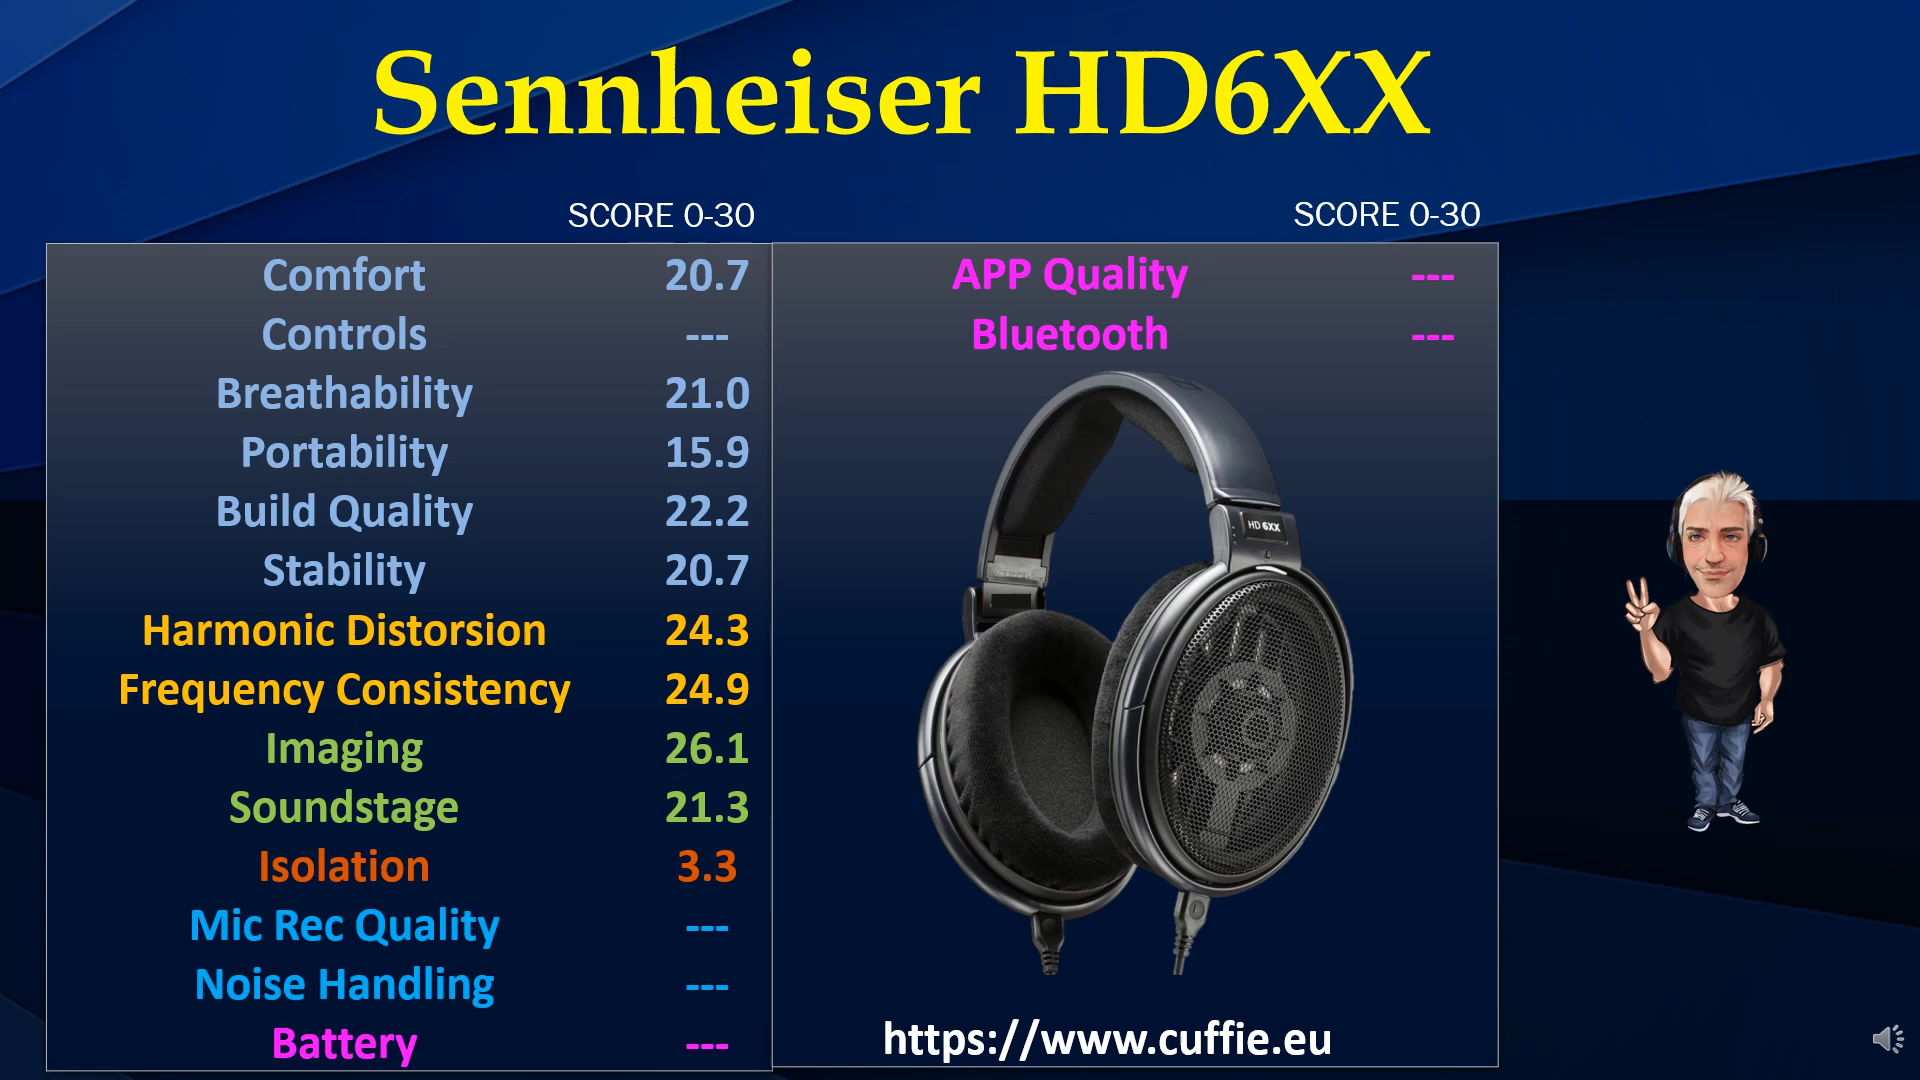 Sennheiser HD6XX
SCORE 0-30
SCORE 0-30
Comfort 20.7
Controls ---
Breathability 21.0
Portability 15.9
Build Quality 22.2
Stability 20.7
Harmonic Distorsion 24.3
Frequency Consistency 24.9
Imaging 26.1
Soundstage 21.3
Isolation 3.3
Mic Rec Quality ---
Noise Handling ---
Battery ---
APP Quality ---
Bluetooth ---
HD 6XX
https://www.cuffie.eu